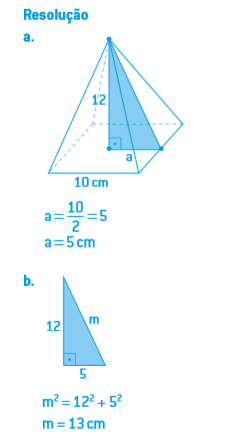 Resolução
a.
12
a
10 cm
a = 10/2 = 5
a = 5 cm
b.
12
m
5
m² = 12² + 5²
m = 13 cm